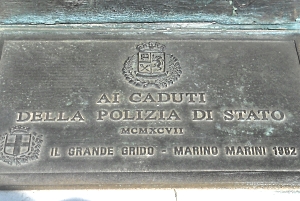 AI CADUTI
DELLA POLIZIA DI STATO
MCMXCVII
IL GRANDE GRIDO - MARINO MARINI 1962